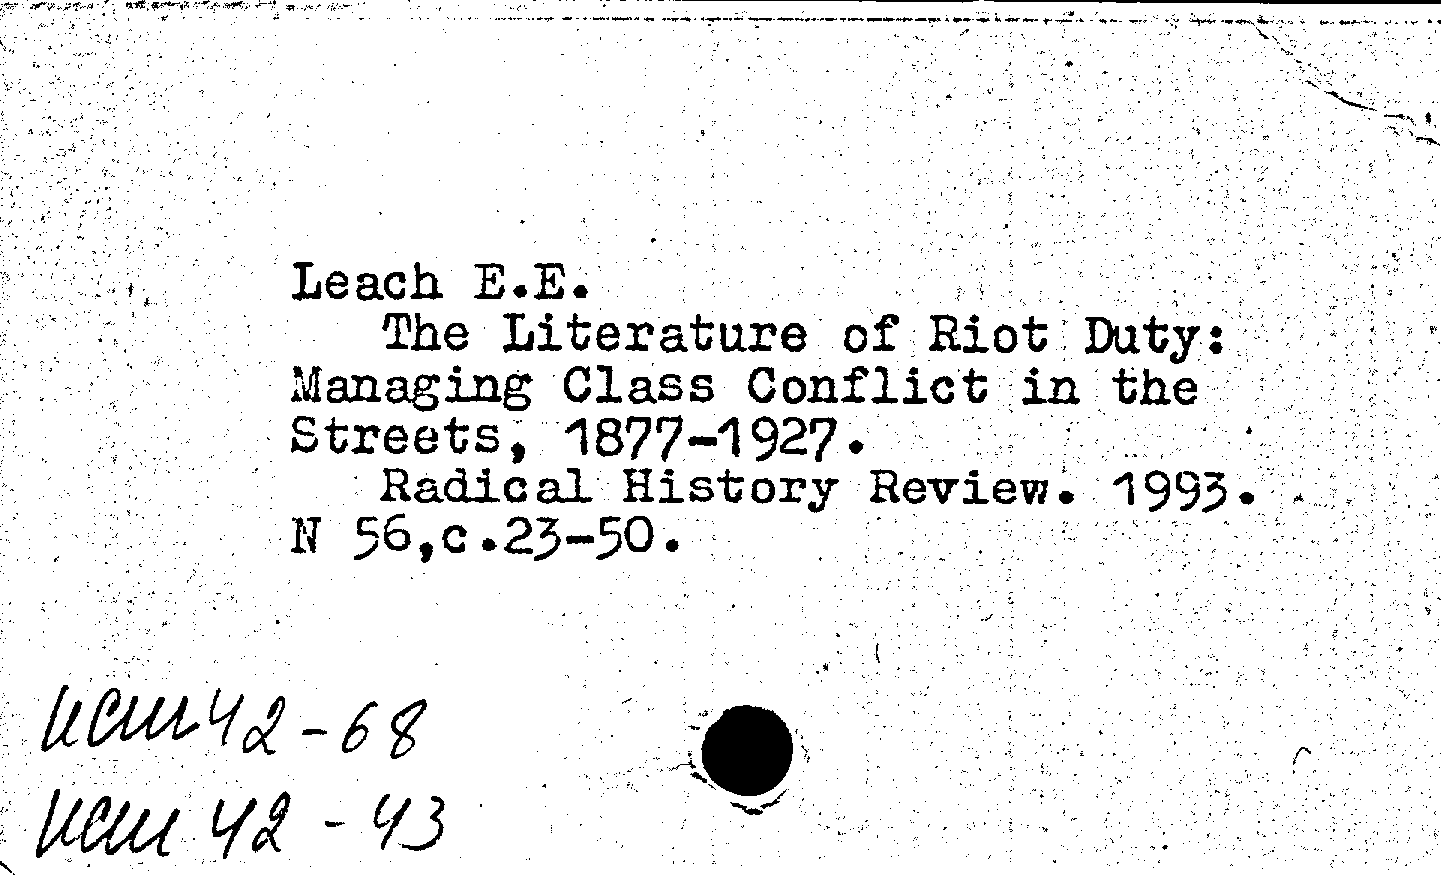 Leach E.E.
The Literature of Riot Duty:
Managing Class Conflict in the
Streets, 1877-1927.
Radical History Review. 1993.
N 56,c.23-50.
исш42-68
исш 42-43